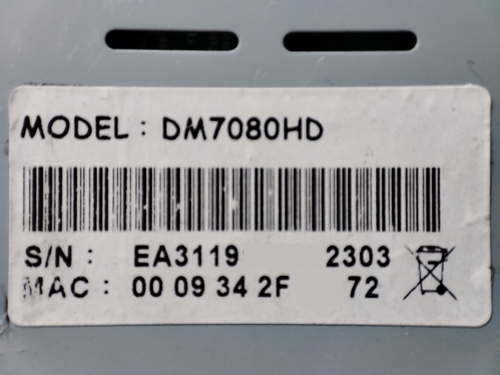 MODEL : DM7080HD
S/N : EA3119 2303
MAC : 00 09 34 2F 72